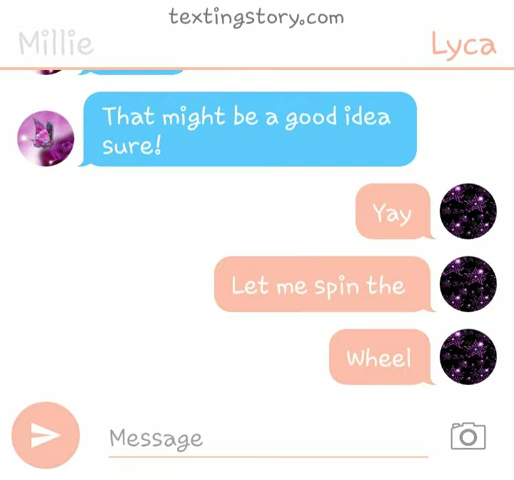 textingstory.com
Millie
Lyca
That might be a good idea
sure!
Yay
Let me spin the
Wheel
Message